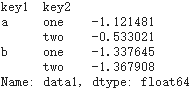 key1  key2
a     one    -1.121481
      two    -0.533021
b     one    -1.337645
      two    -1.367908
Name: data1, dtype: float64